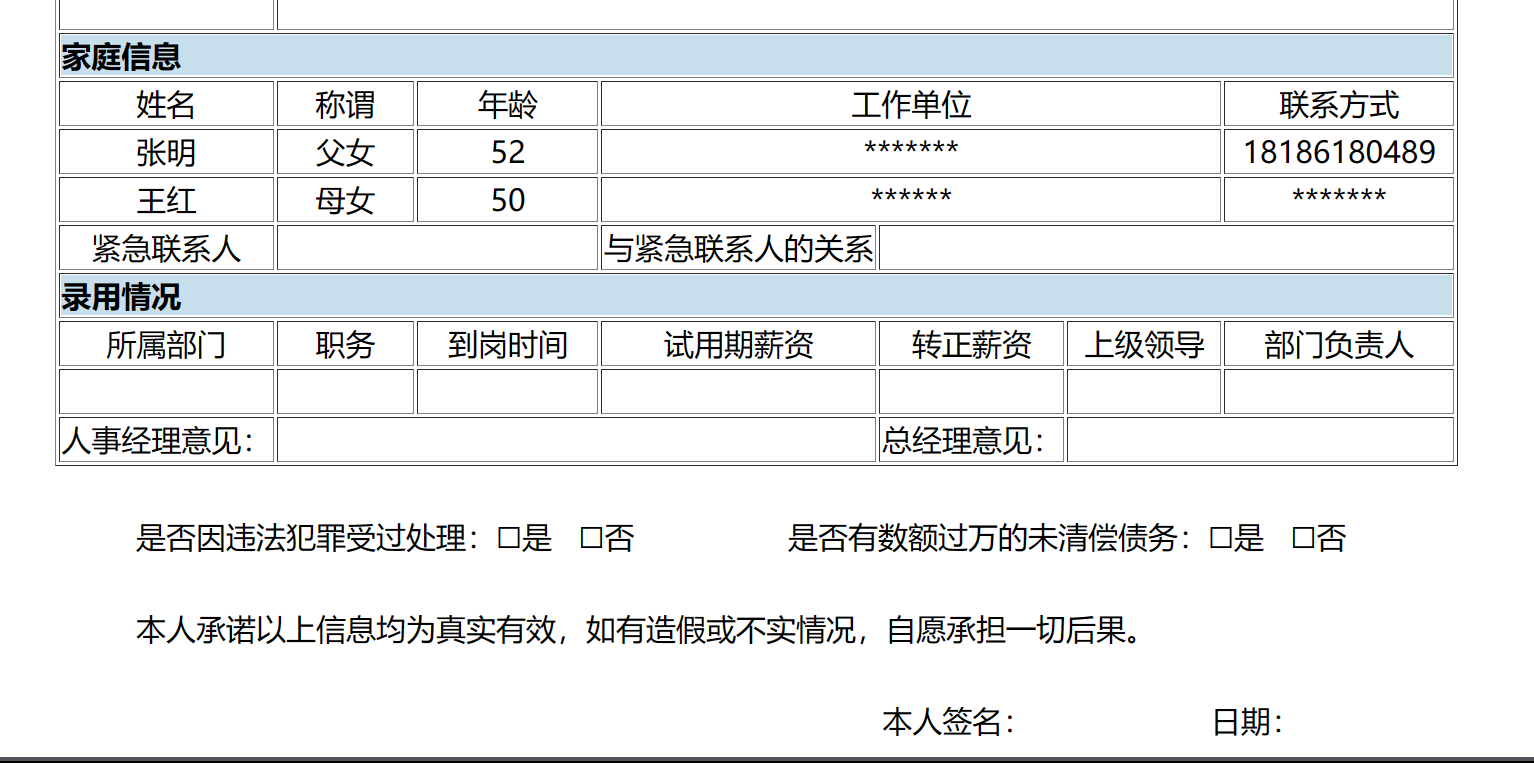 家庭信息
姓名 称谓 年龄 工作单位 联系方式
张明 父女 52 ******* 18186180489
王红 母女 50 ****** *******
紧急联系人 与紧急联系人的关系
录用情况
所属部门 职务 到岗时间 试用期薪资 转正薪资 上级领导 部门负责人
人事经理意见： 总经理意见：
是否因违法犯罪受过处理：☐是 ☐否 是否有数额过万的未清偿债务：☐是 ☐否
本人承诺以上信息均为真实有效，如有造假或不实情况，自愿承担一切后果。
本人签名： 日期：